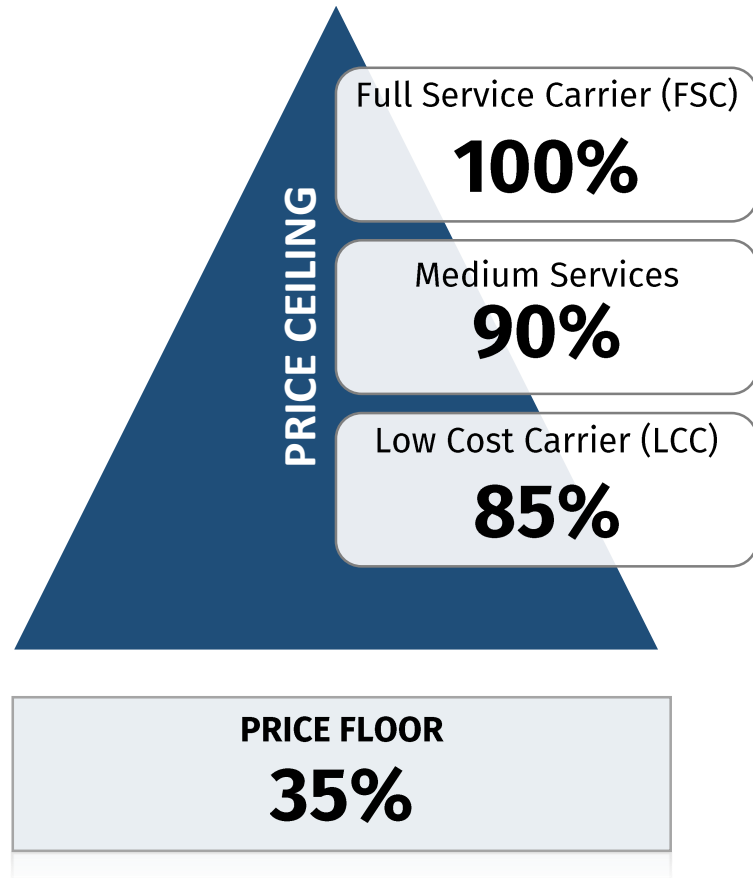 Full Service Carrier (FSC)
100%
PRICE CEILING
Medium Services
90%
Low Cost Carrier (LCC)
85%
PRICE FLOOR
35%